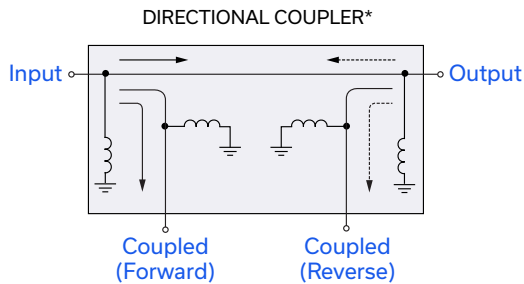 DIRECTIONAL COUPLER*
Input
Output
Coupled
(Forward)
Coupled
(Reverse)